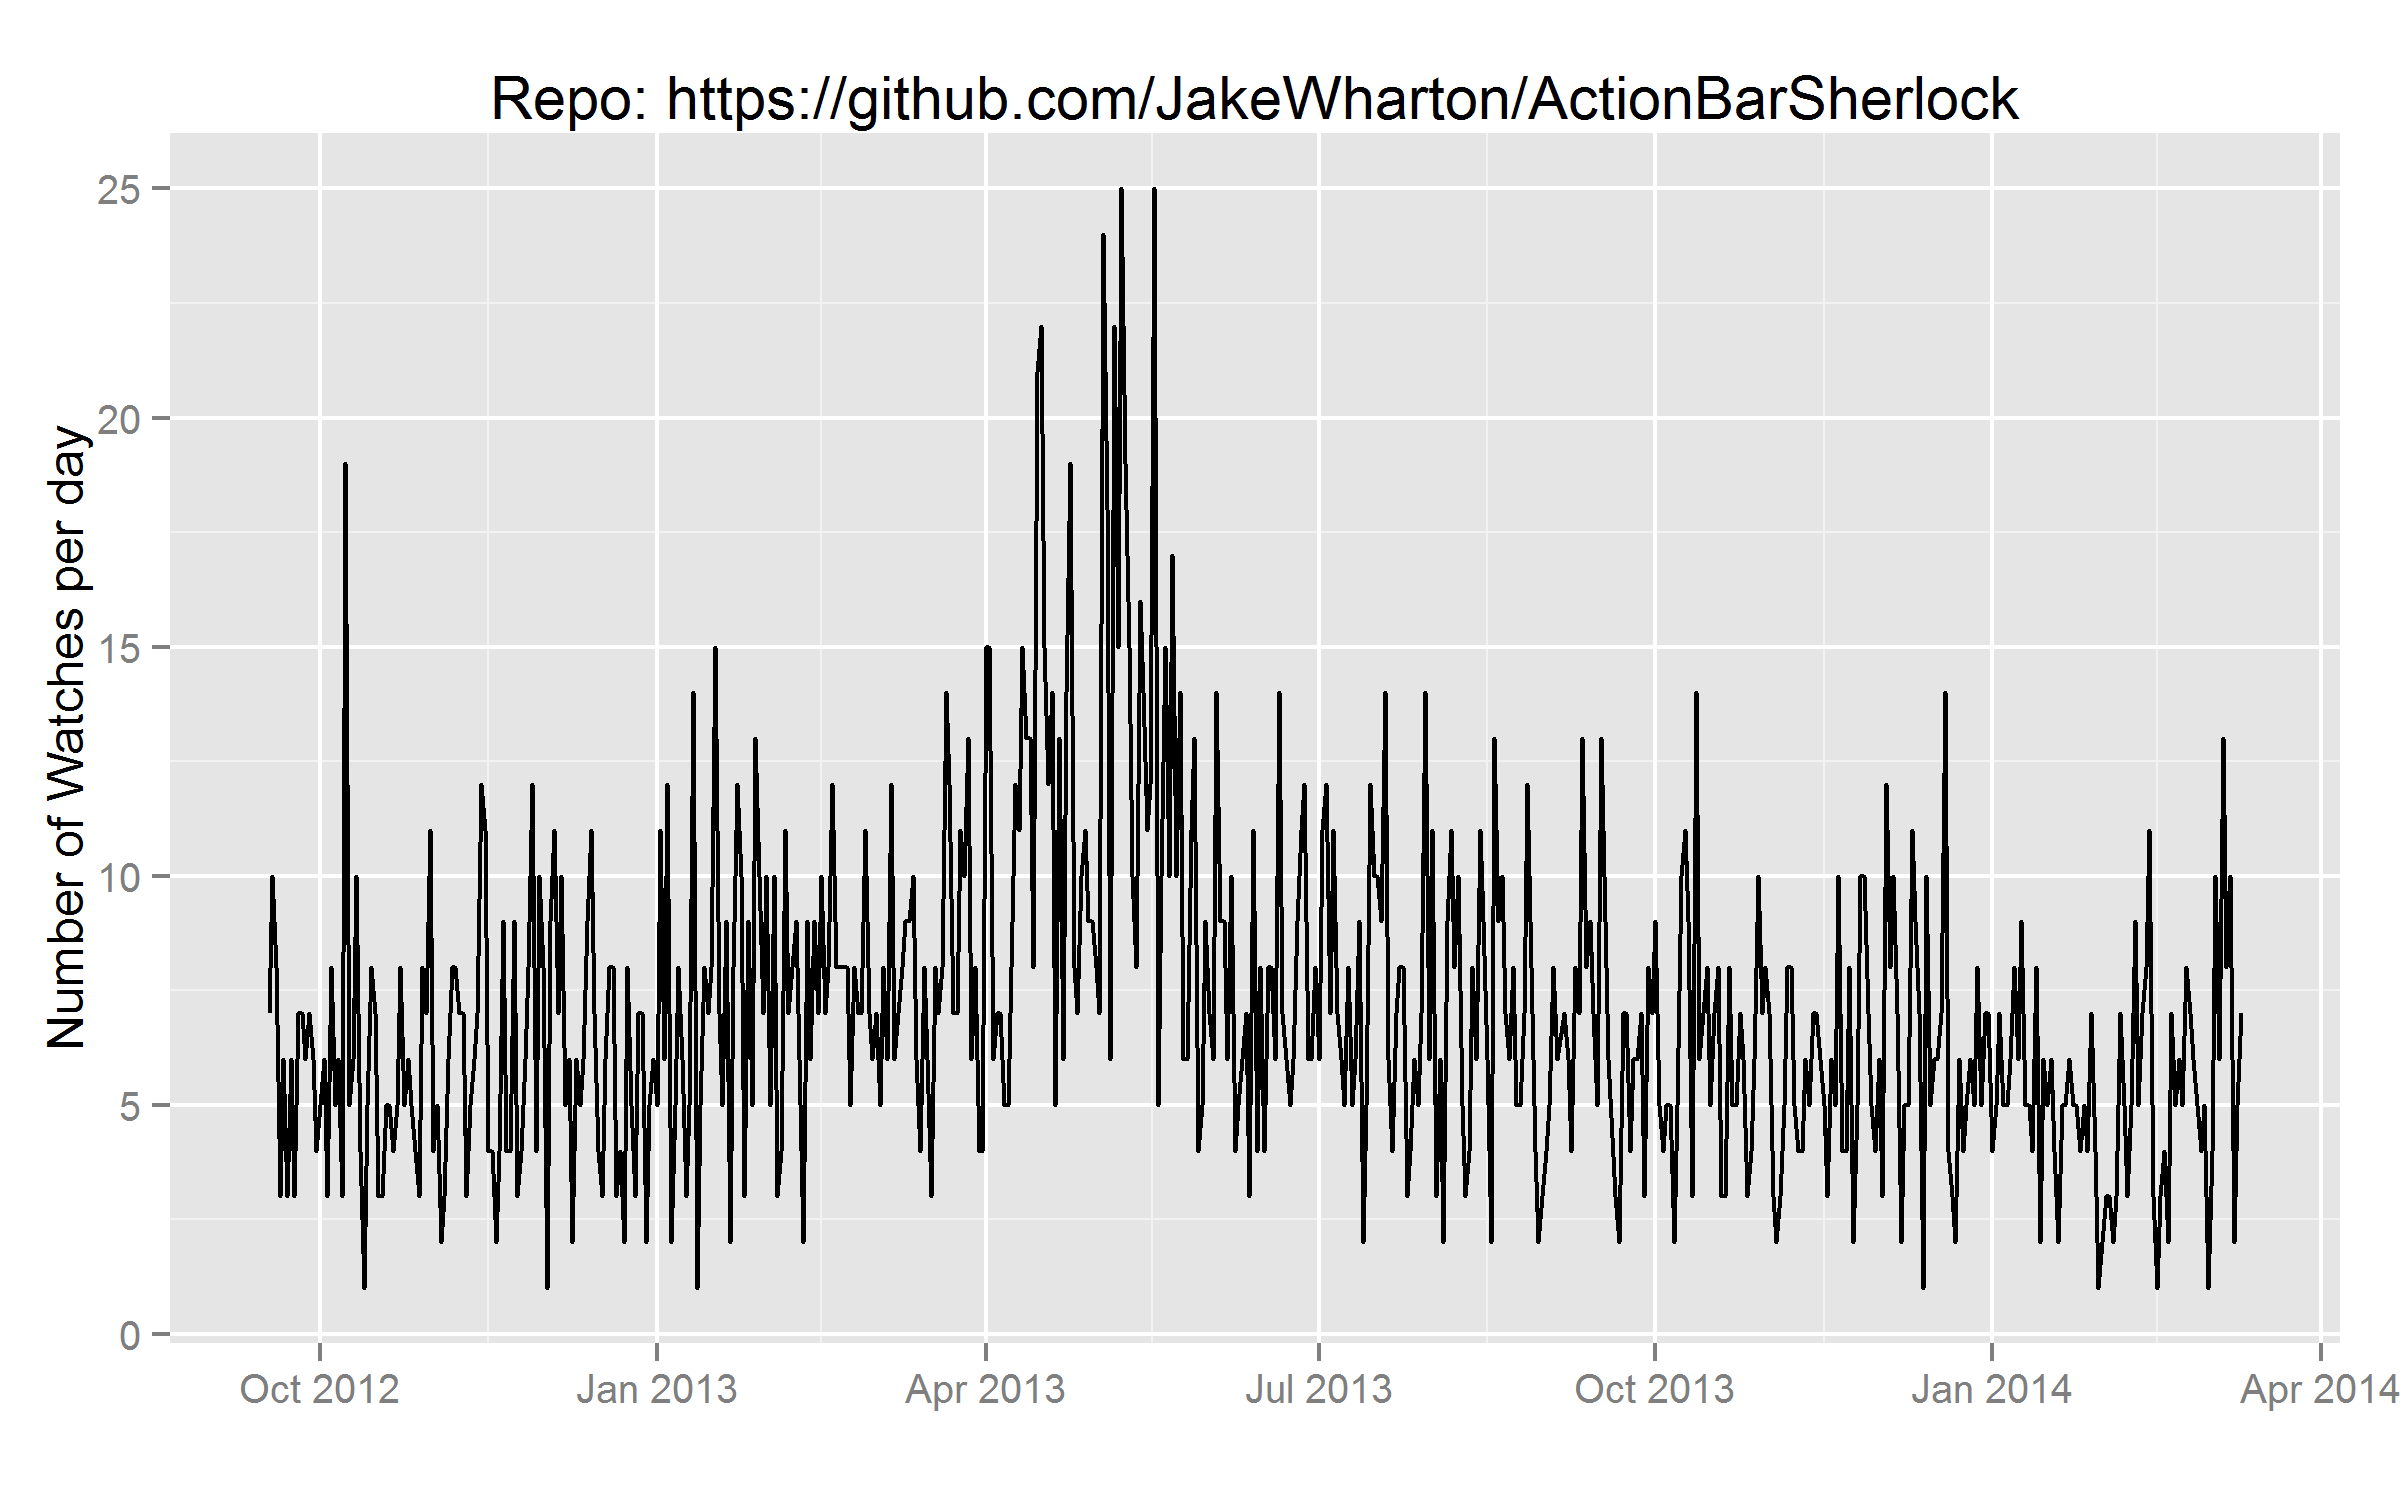 Repo: https://github.com/JakeWharton/ActionBarSherlock
Number of Watches per day
25
20
15
10
5
0
Oct 2012
Jan 2013
Apr 2013
Jul 2013
Oct 2013
Jan 2014
Apr 2014